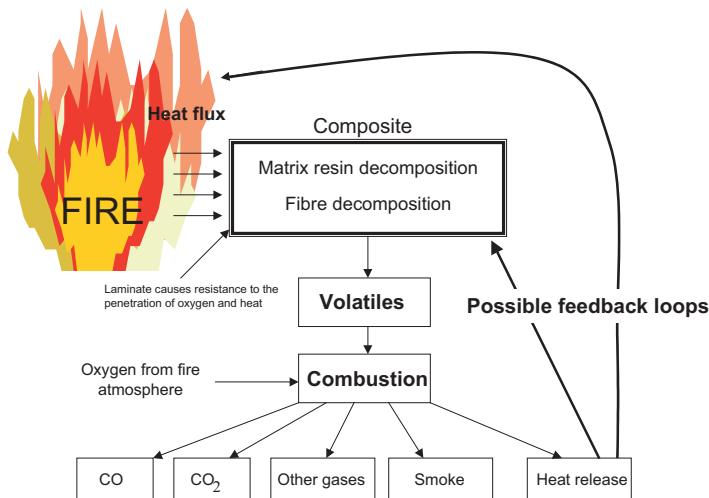 Heat flux
FIRE
Composite
Matrix resin decomposition
Fibre decomposition
Laminate causes resistance to the
penetration of oxygen and heat
Volatiles
Possible feedback loops
Oxygen from fire
atmosphere
Combustion
CO
CO₂
Other gases
Smoke
Heat release